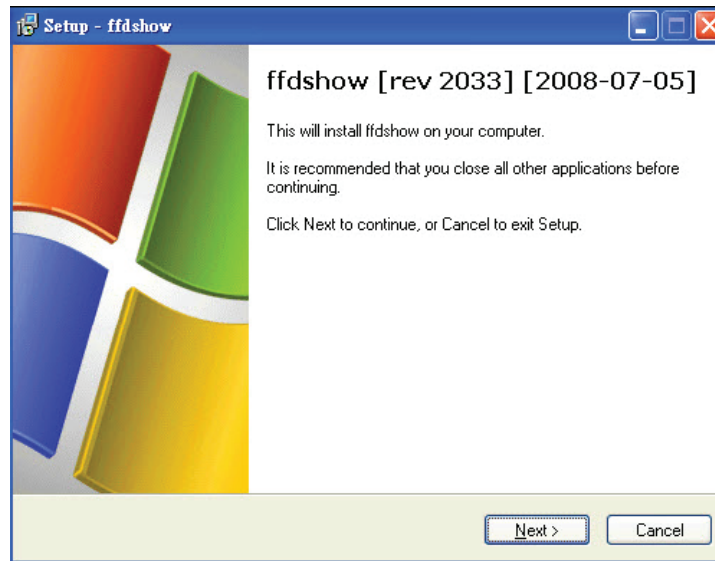 Setup - ffdshow
ffdshow [rev 2033] [2008-07-05]
This will install ffdshow on your computer.
It is recommended that you close all other applications before
continuing.
Click Next to continue, or Cancel to exit Setup.
Next >
Cancel